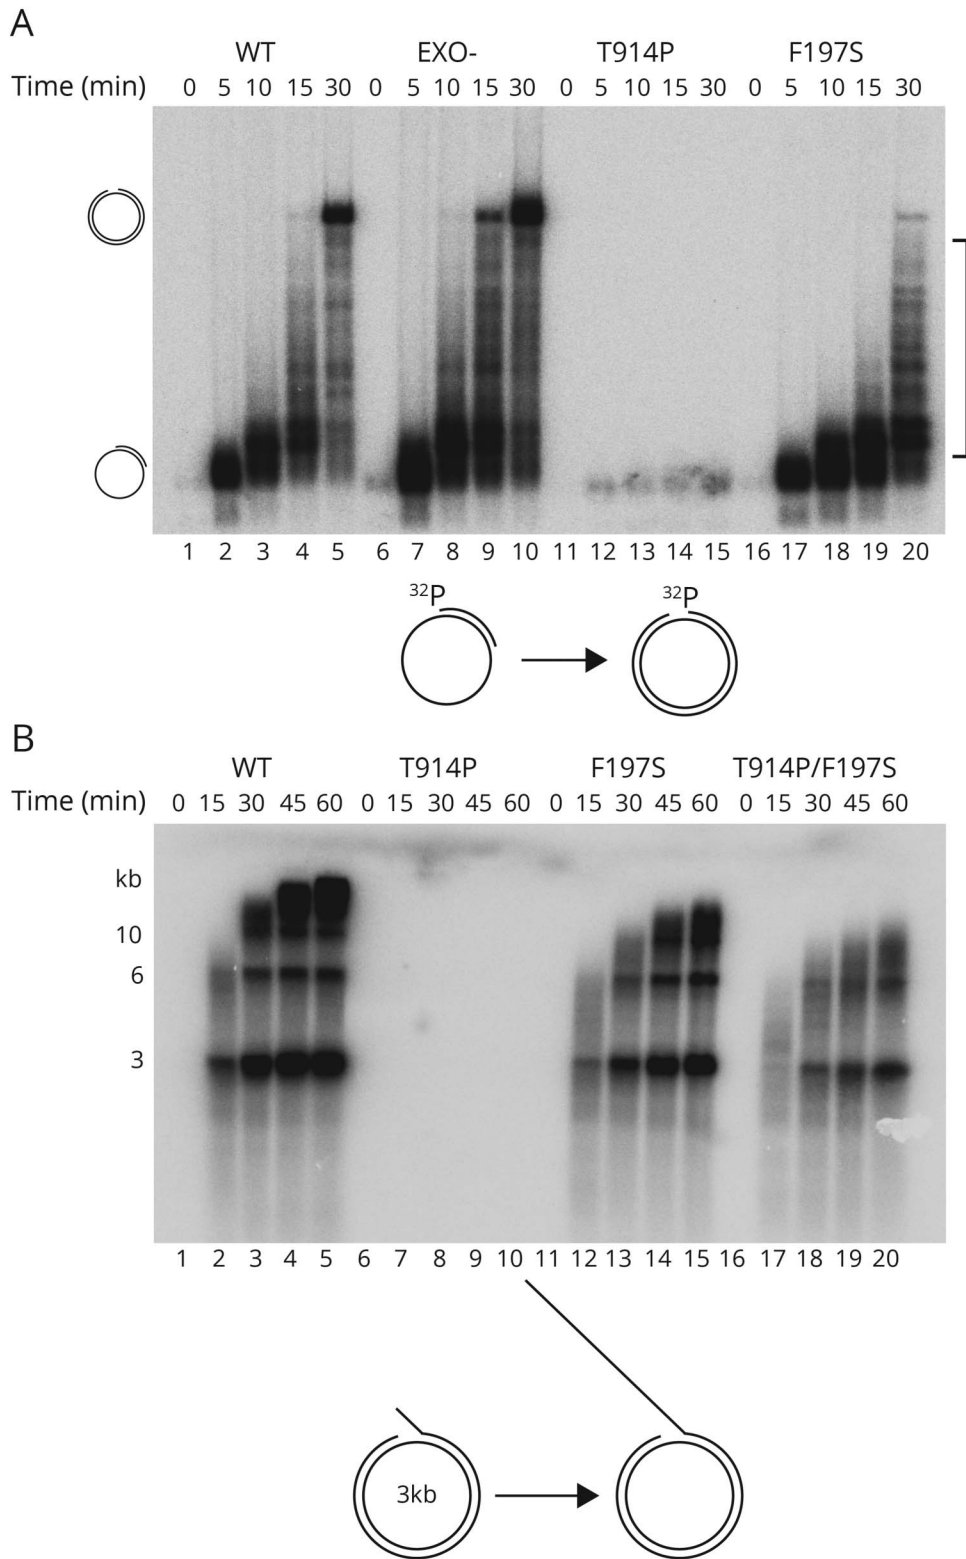 A
WT EXO- T914P F197S
Time (min) 0 5 10 15 30 0 5 10 15 30 0 5 10 15 30 0 5 10 15 30
1 2 3 4 5 6 7 8 9 10 11 12 13 14 15 16 17 18 19 20
32P 32P
B
WT T914P F197S T914P/F197S
Time (min) 0 15 30 45 60 0 15 30 45 60 0 15 30 45 60 0 15 30 45 60
kb
10
6
3
1 2 3 4 5 6 7 8 9 10 11 12 13 14 15 16 17 18 19 20
3kb